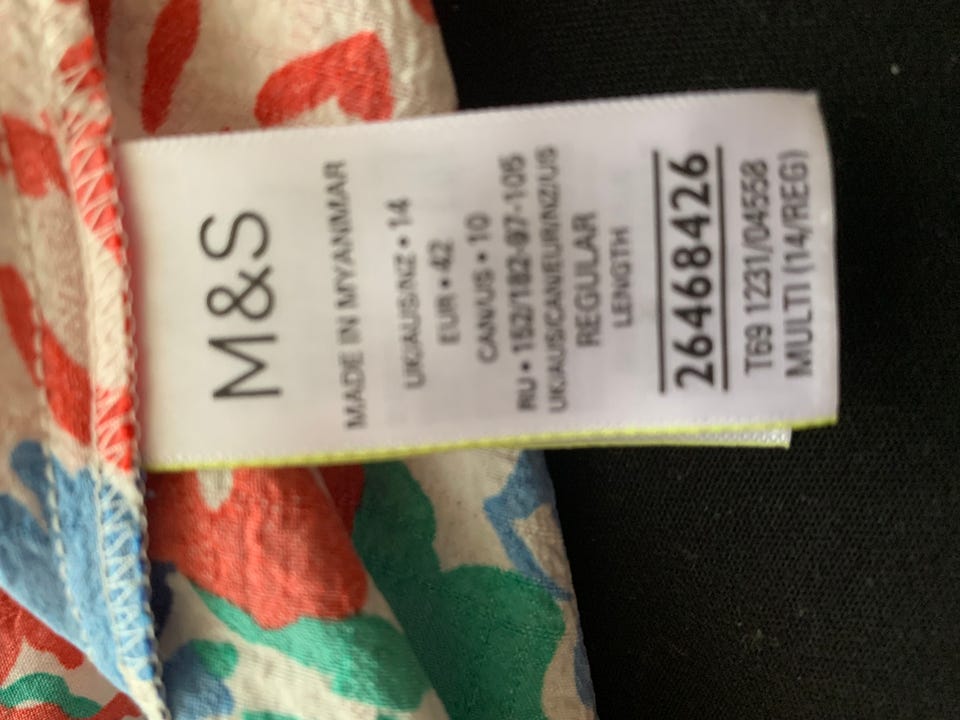 M&S
MADE IN MYANMAR
UK/AUS/NZ • 14
EUR • 42
CAN/US • 10
RU • 152/182-97-105
UK/AUS/CAN/EUR/NZ/US
REGULAR
LENGTH
26468426
T69 1231/0455B
MULTI (14/REG)